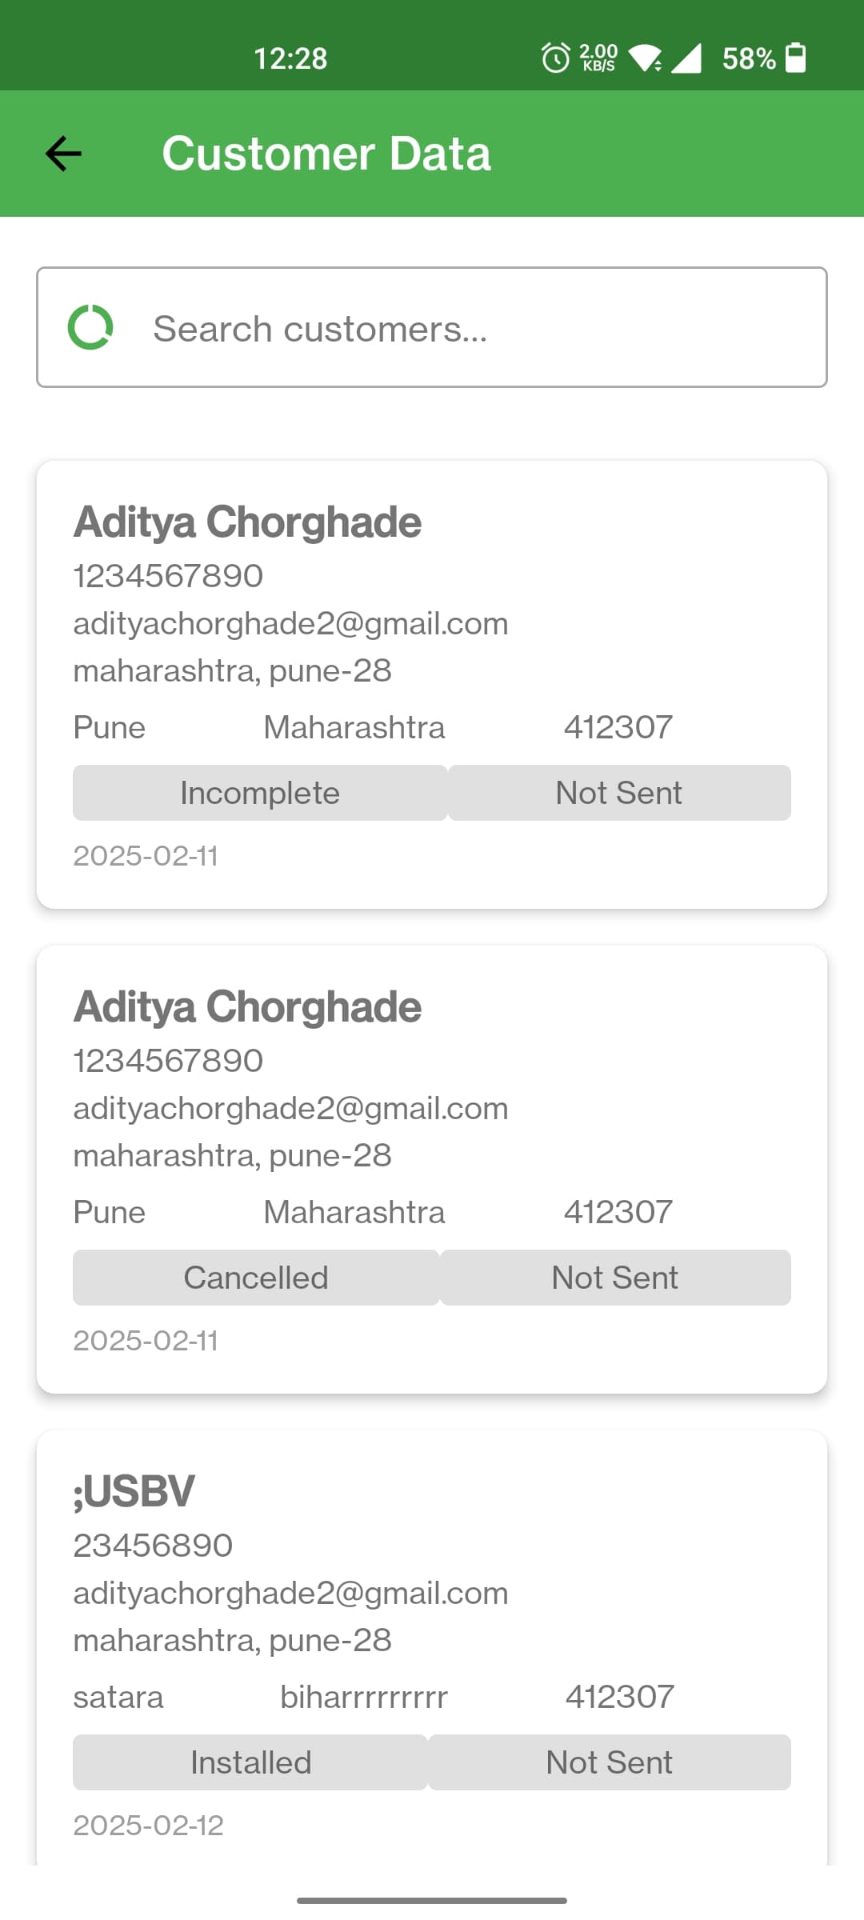 12:28 2.00 KB/S 58%
Customer Data
Search customers...
Aditya Chorghade
1234567890
adityachorghade2@gmail.com
maharashtra, pune-28
Pune Maharashtra 412307
Incomplete Not Sent
2025-02-11
Aditya Chorghade
1234567890
adityachorghade2@gmail.com
maharashtra, pune-28
Pune Maharashtra 412307
Cancelled Not Sent
2025-02-11
;USBV
23456890
adityachorghade2@gmail.com
maharashtra, pune-28
satara biharrrrrrrrr 412307
Installed Not Sent
2025-02-12